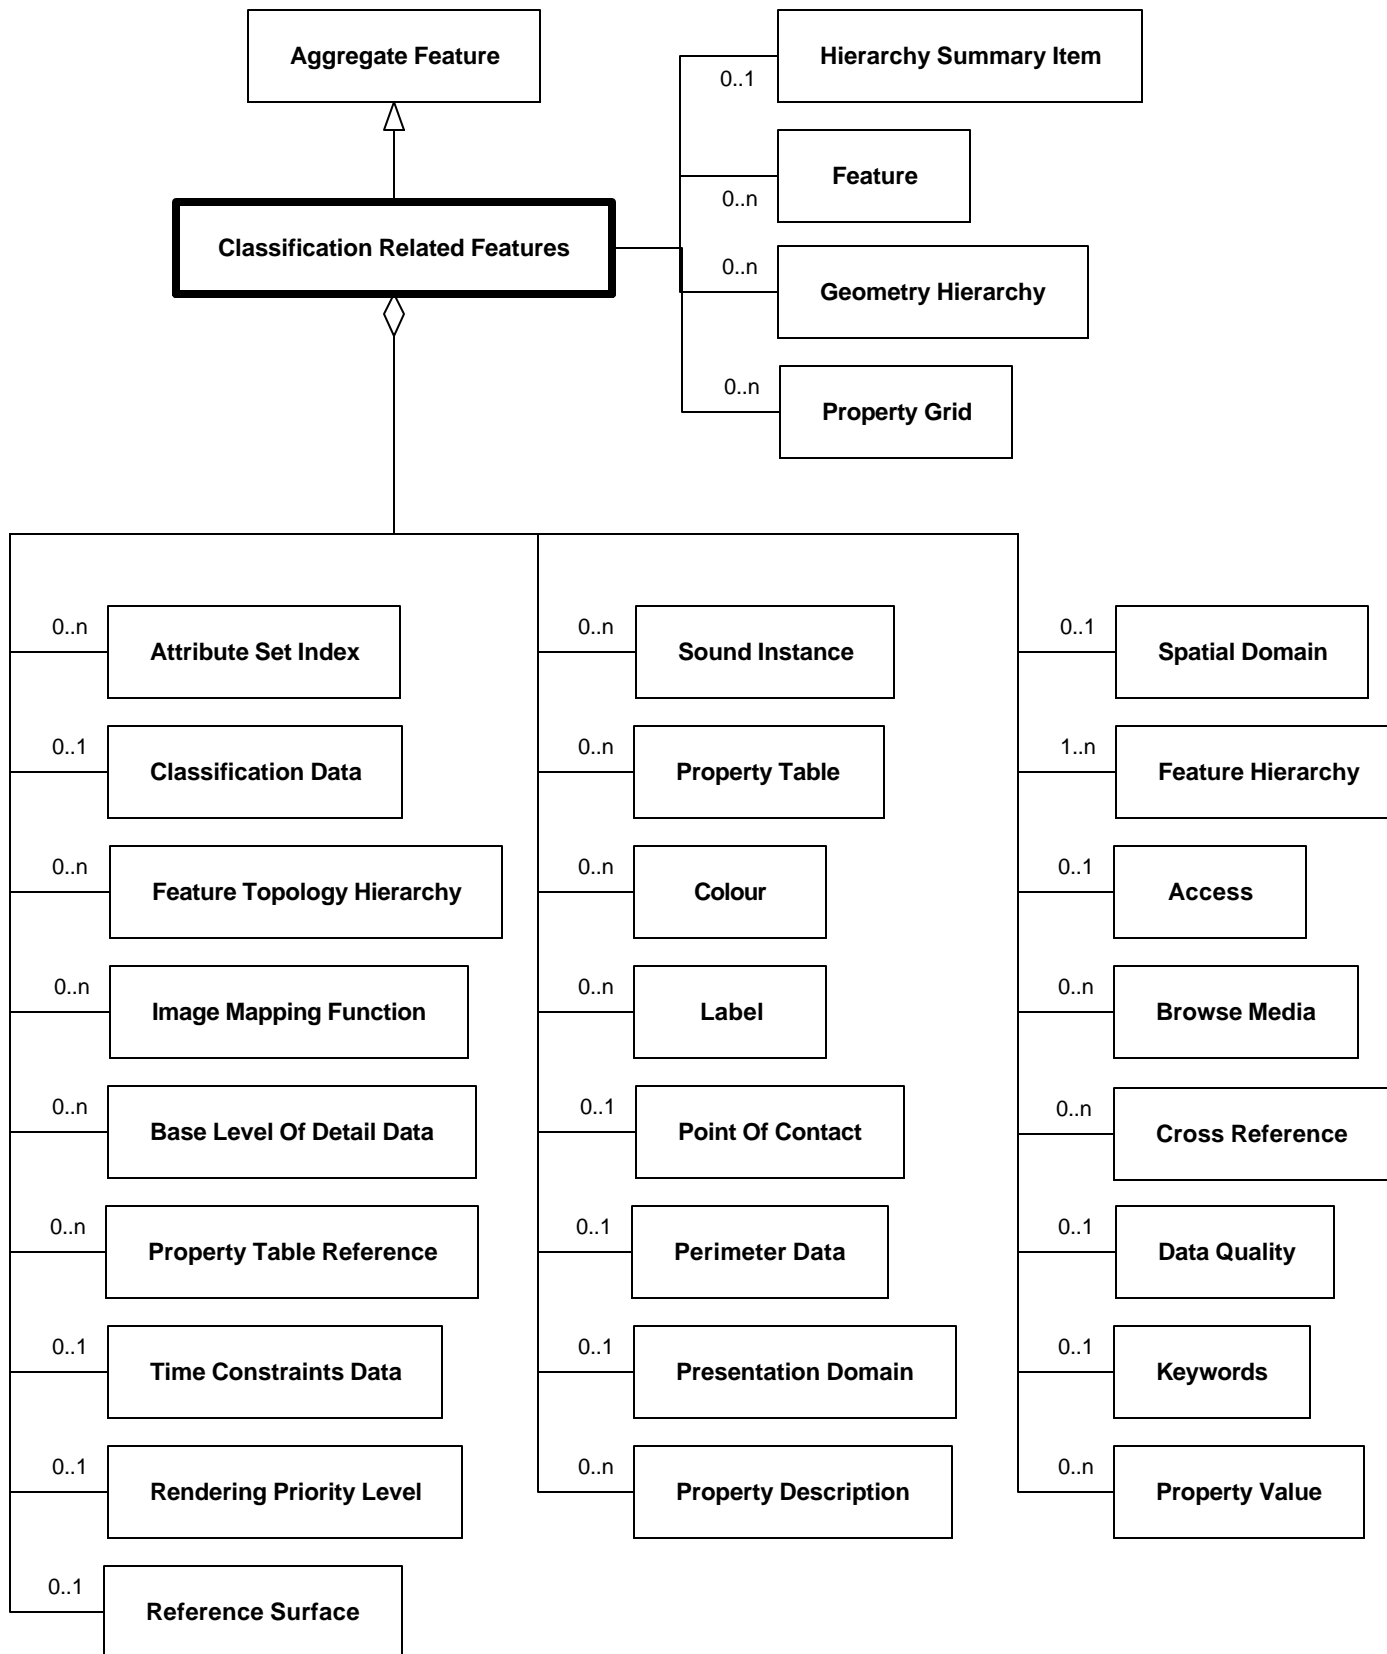 Aggregate Feature
Hierarchy Summary Item
0..1
Feature
0..n
Classification Related Features
0..n
Geometry Hierarchy
0..n
Property Grid
0..n
Attribute Set Index
0..1
Classification Data
0..n
Feature Topology Hierarchy
0..n
Image Mapping Function
0..n
Base Level Of Detail Data
0..n
Property Table Reference
0..1
Time Constraints Data
0..1
Rendering Priority Level
0..1
Reference Surface
0..n
Sound Instance
0..n
Property Table
0..n
Colour
0..n
Label
0..1
Point Of Contact
0..1
Perimeter Data
0..1
Presentation Domain
0..n
Property Description
0..1
Spatial Domain
1..n
Feature Hierarchy
0..1
Access
0..n
Browse Media
0..n
Cross Reference
0..1
Data Quality
0..1
Keywords
0..n
Property Value